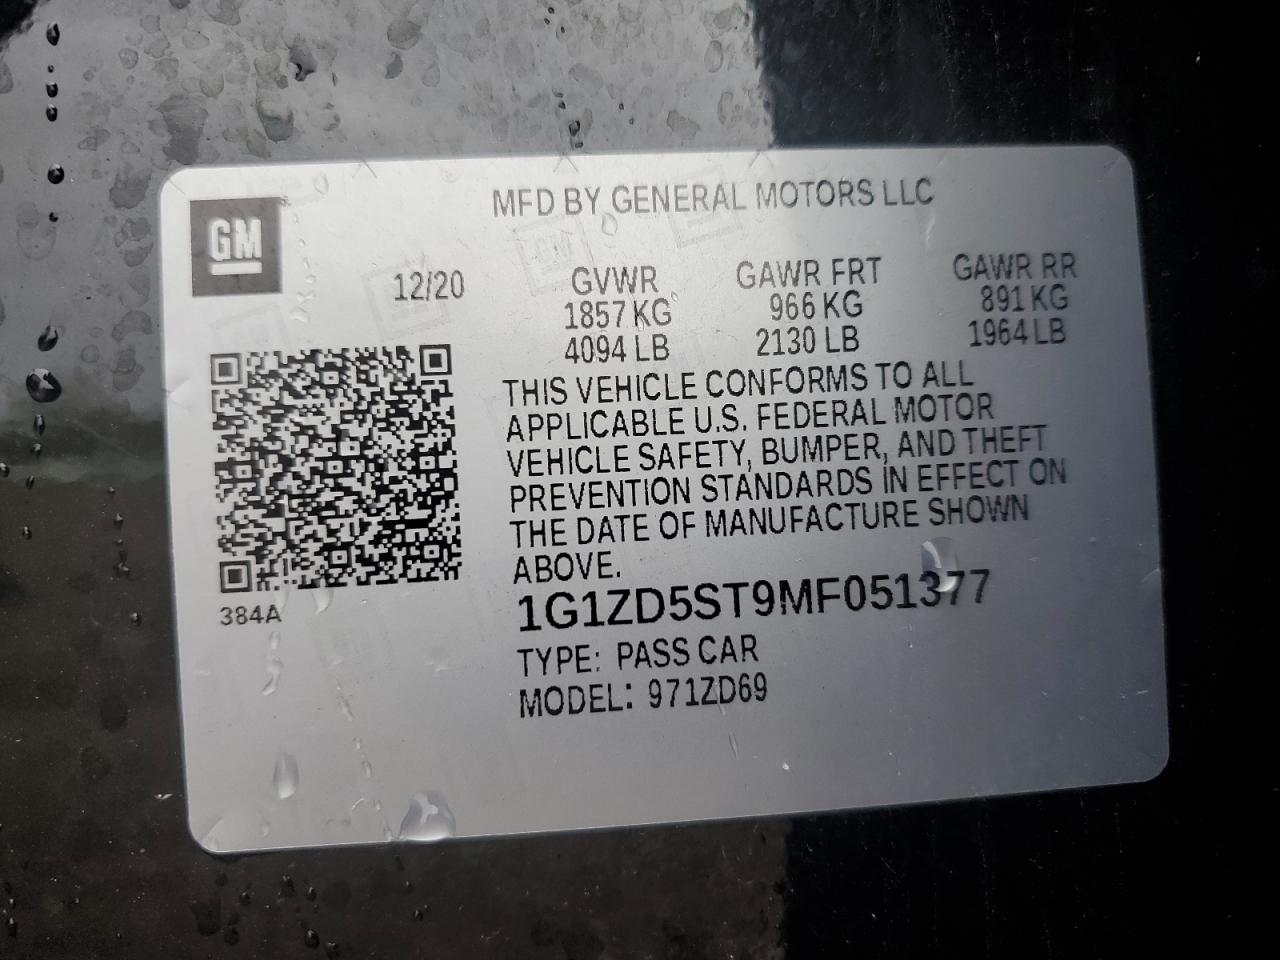 MFD BY GENERAL MOTORS LLC
GM
12/20
GVWR GAWR FRT GAWR RR
1857 KG 966 KG 891 KG
4094 LB 2130 LB 1964 LB
THIS VEHICLE CONFORMS TO ALL
APPLICABLE U.S. FEDERAL MOTOR
VEHICLE SAFETY, BUMPER, AND THEFT
PREVENTION STANDARDS IN EFFECT ON
THE DATE OF MANUFACTURE SHOWN
ABOVE.
384A
1G1ZD5ST9MF051377
TYPE: PASS CAR
MODEL: 971ZD69